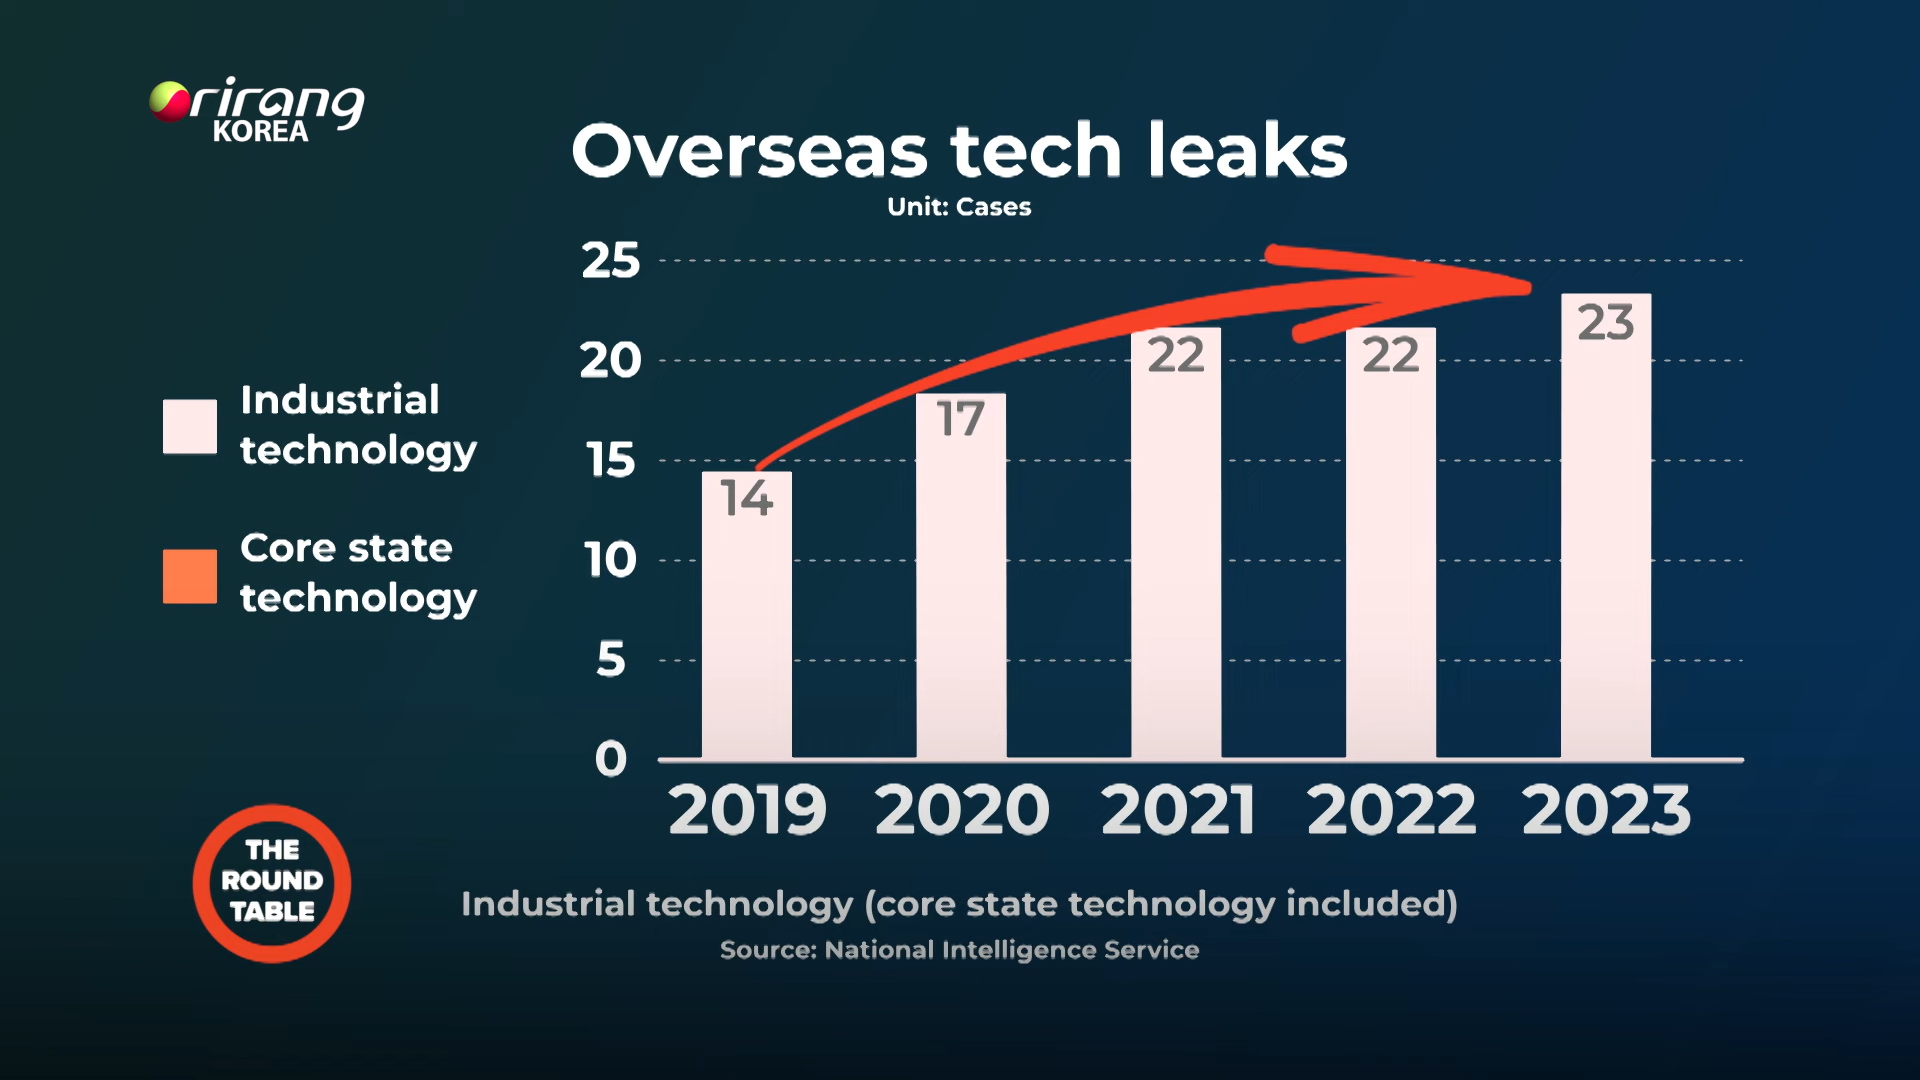 arirang
KOREA
Overseas tech leaks
Unit: Cases
25
20
15
10
5
0
14
17
22
22
23
2019 2020 2021 2022 2023
Industrial
technology
Core state
technology
THE
ROUND
TABLE
Industrial technology (core state technology included)
Source: National Intelligence Service